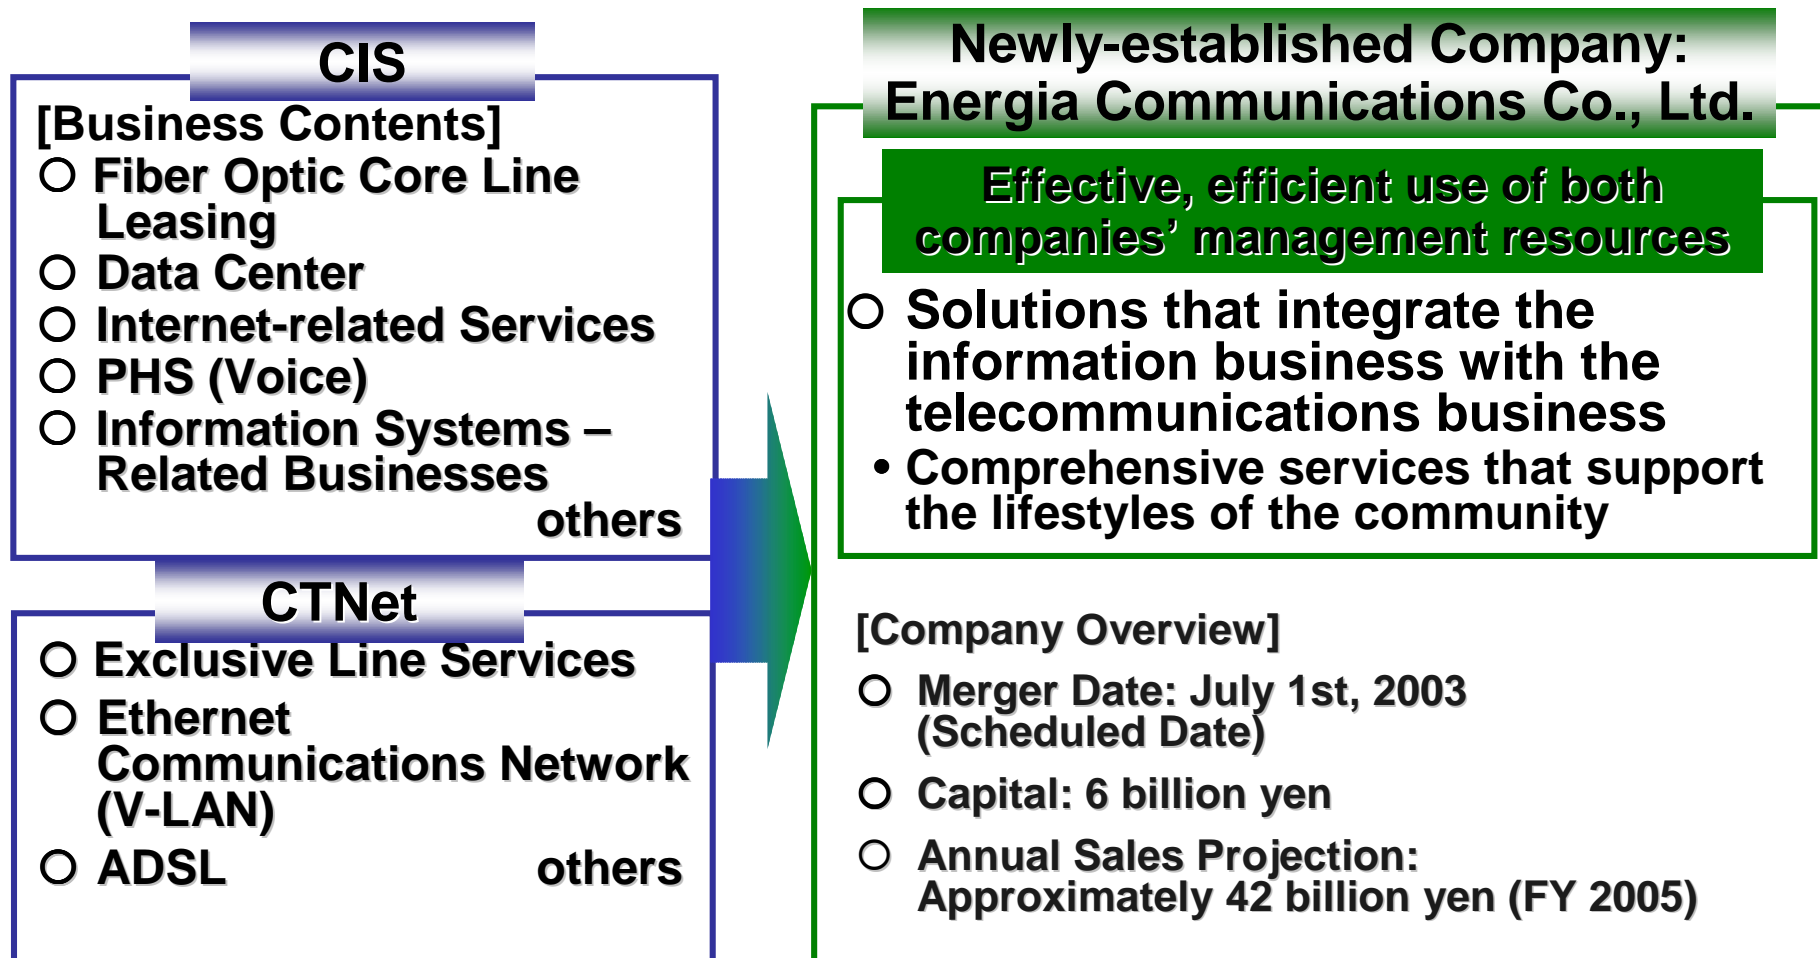 CIS
[Business Contents]
○ Fiber Optic Core Line
Leasing
○ Data Center
○ Internet-related Services
○ PHS (Voice)
○ Information Systems –
Related Businesses
others
CTNet
○ Exclusive Line Services
○ Ethernet
Communications Network
(V-LAN)
○ ADSL others
Newly-established Company:
Energia Communications Co., Ltd.
Effective, efficient use of both
companies’ management resources
○ Solutions that integrate the
information business with the
telecommunications business
• Comprehensive services that support
the lifestyles of the community
[Company Overview]
○ Merger Date: July 1st, 2003
(Scheduled Date)
○ Capital: 6 billion yen
○ Annual Sales Projection:
Approximately 42 billion yen (FY 2005)